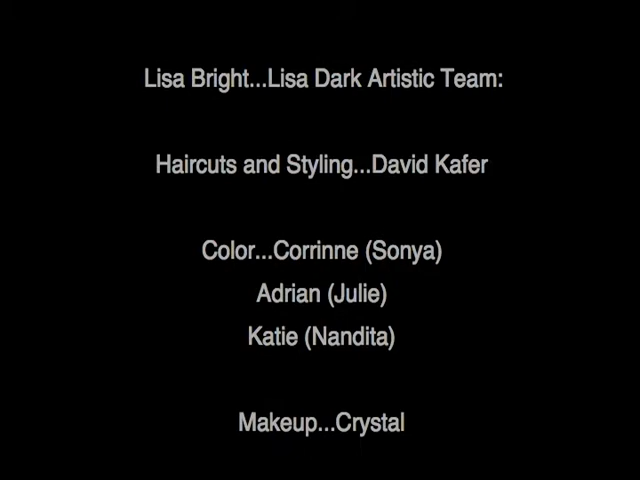 Lisa Bright...Lisa Dark Artistic Team:
Haircuts and Styling...David Kafer
Color...Corrinne (Sonya)
Adrian (Julie)
Katie (Nandita)
Makeup...Crystal